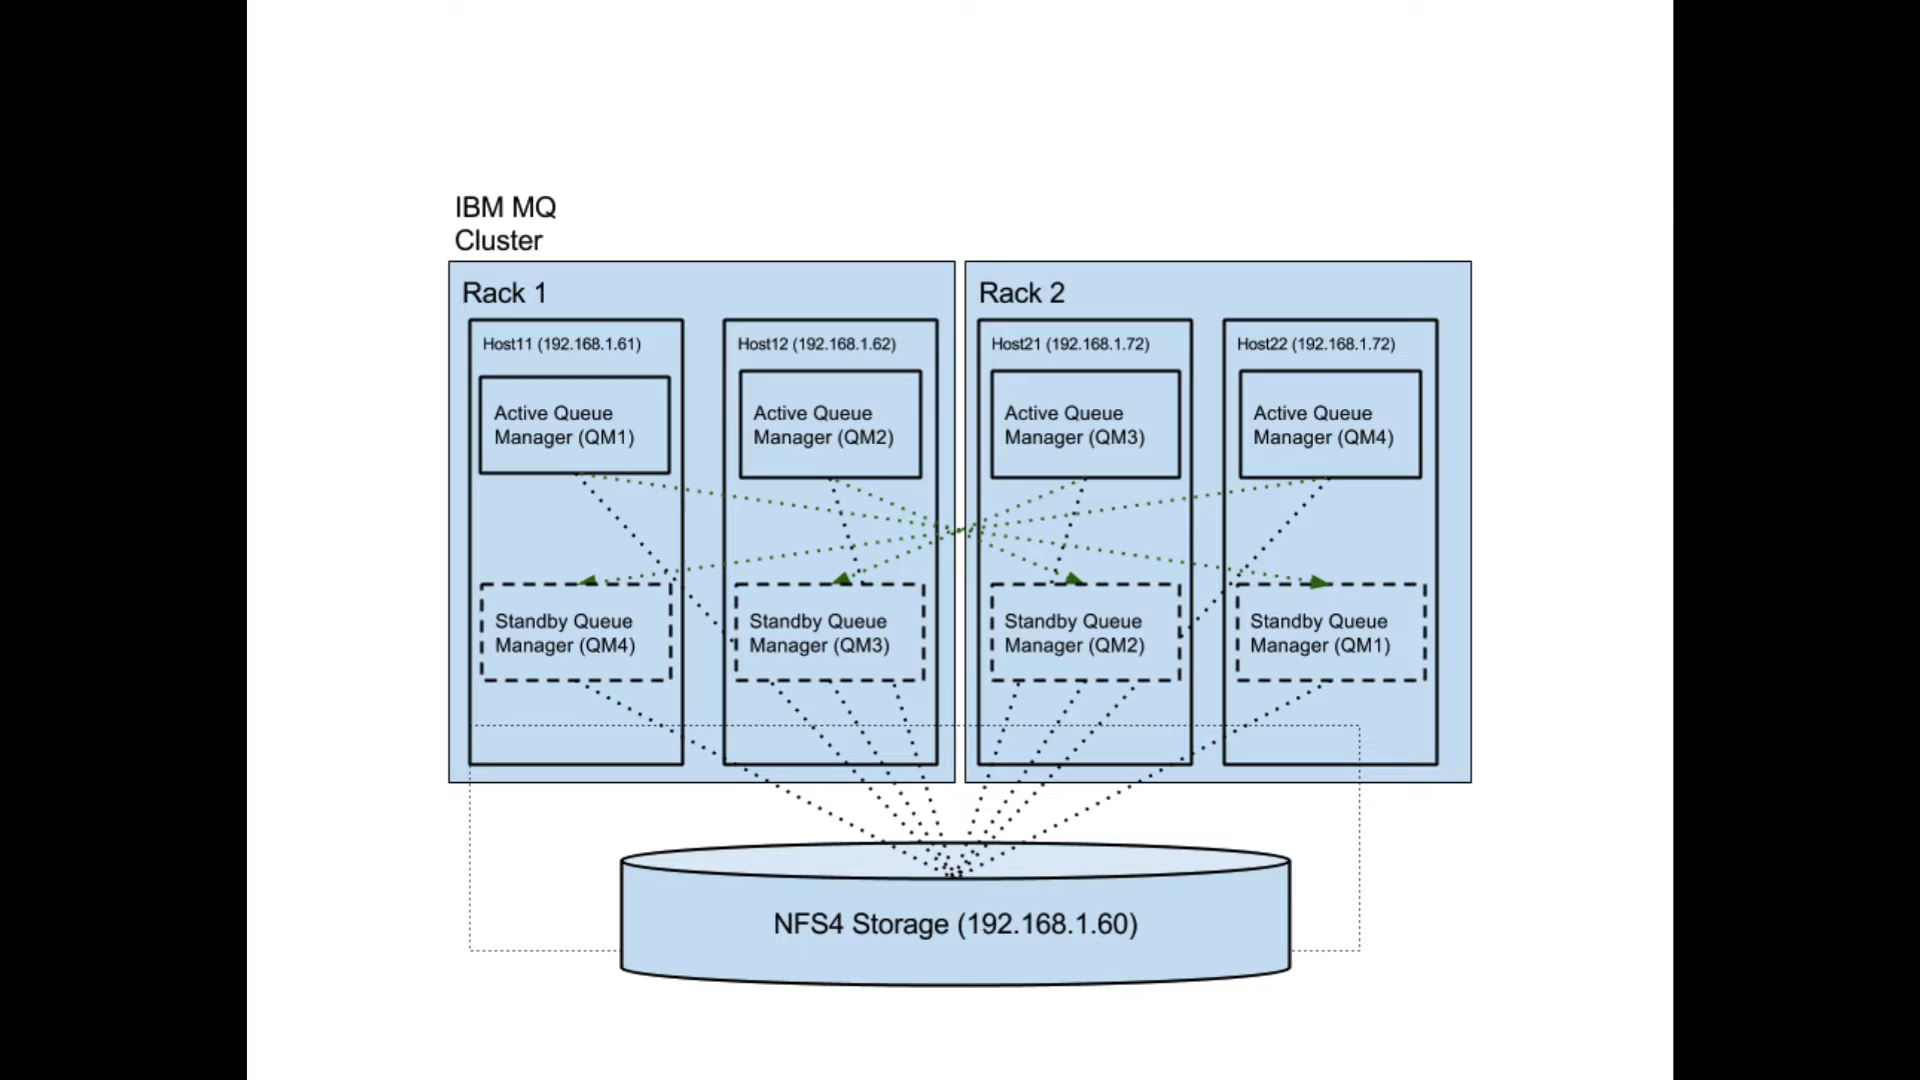 IBM MQ
Cluster
Rack 1
Rack 2
Host11 (192.168.1.61)
Host12 (192.168.1.62)
Host21 (192.168.1.72)
Host22 (192.168.1.72)
Active Queue
Manager (QM1)
Active Queue
Manager (QM2)
Active Queue
Manager (QM3)
Active Queue
Manager (QM4)
Standby Queue
Manager (QM4)
Standby Queue
Manager (QM3)
Standby Queue
Manager (QM2)
Standby Queue
Manager (QM1)
NFS4 Storage (192.168.1.60)